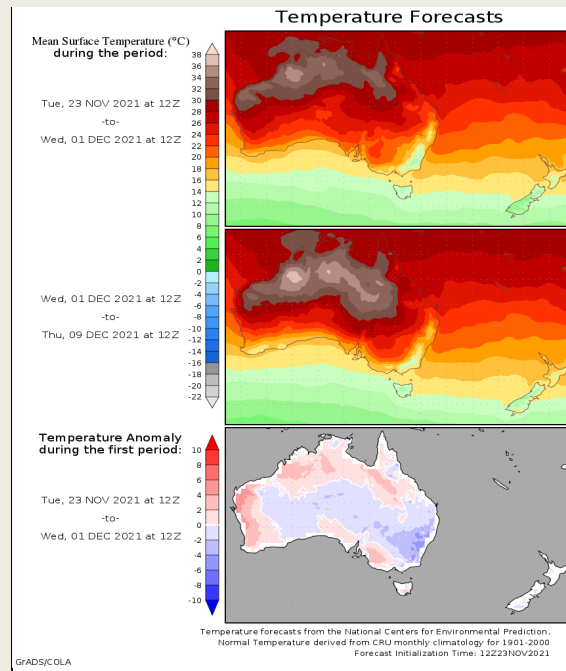 Temperature Forecasts
Mean Surface Temperature (°C)
during the period:
Tue, 23 NOV 2021 at 12Z
-to-
Wed, 01 DEC 2021 at 12Z
38
36
34
32
30
28
26
24
22
20
18
16
14
12
10
8
6
4
2
0
-2
-4
-6
-8
-10
-12
-14
-16
-18
-20
-22
Wed, 01 DEC 2021 at 12Z
-to-
Thu, 09 DEC 2021 at 12Z
Temperature Anomaly
during the first period:
Tue, 23 NOV 2021 at 12Z
-to-
Wed, 01 DEC 2021 at 12Z
10
8
6
4
2
0
-2
-4
-6
-8
-10
Temperature forecasts from the National Centers for Environmental Prediction.
Normal Temperature derived from CRU monthly climatology for 1901-2000
Forecast Initialization Time: 12Z23NOV2021
GrADS/COLA